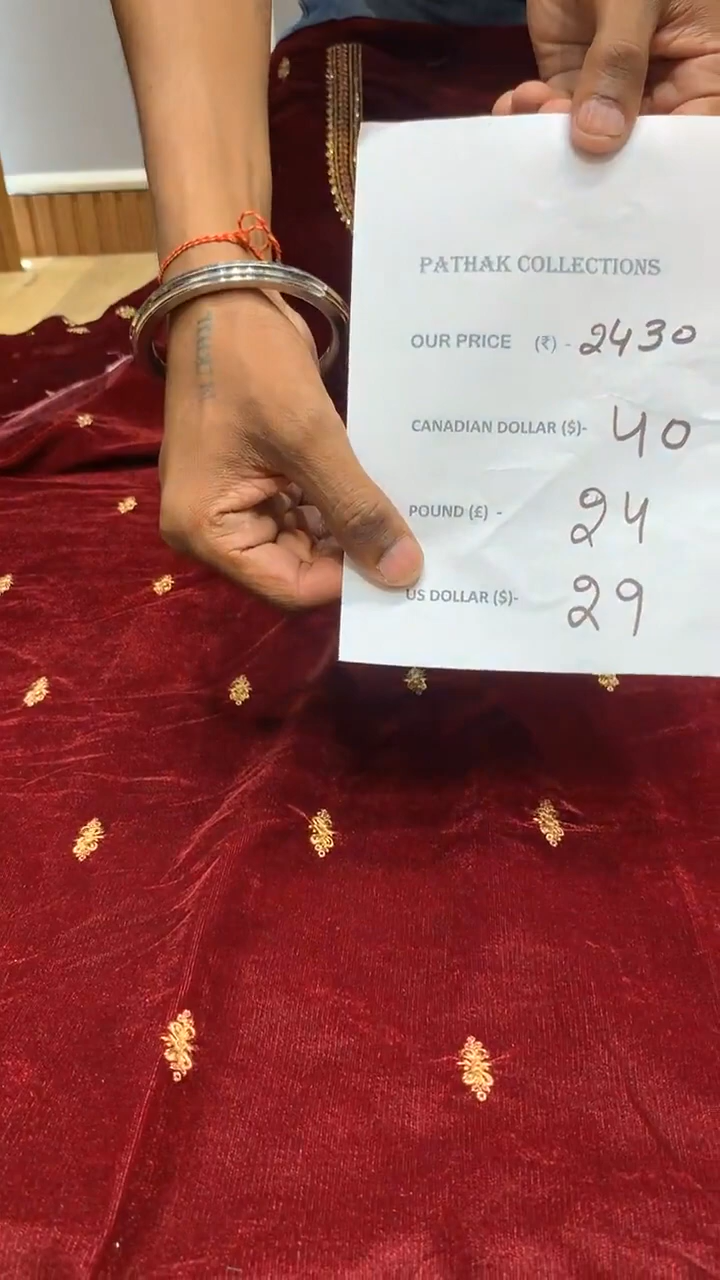 PATHAK COLLECTIONS
OUR PRICE (₹) - 2430
CANADIAN DOLLAR ($)- 40
POUND (£) - 24
US DOLLAR ($)- 29